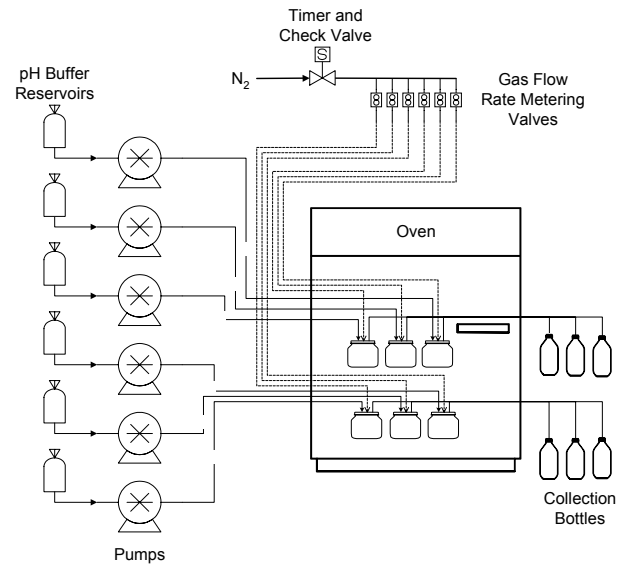 Timer and
Check Valve
S
N₂
pH Buffer
Reservoirs
Gas Flow
Rate Metering
Valves
Oven
Collection
Bottles
Pumps